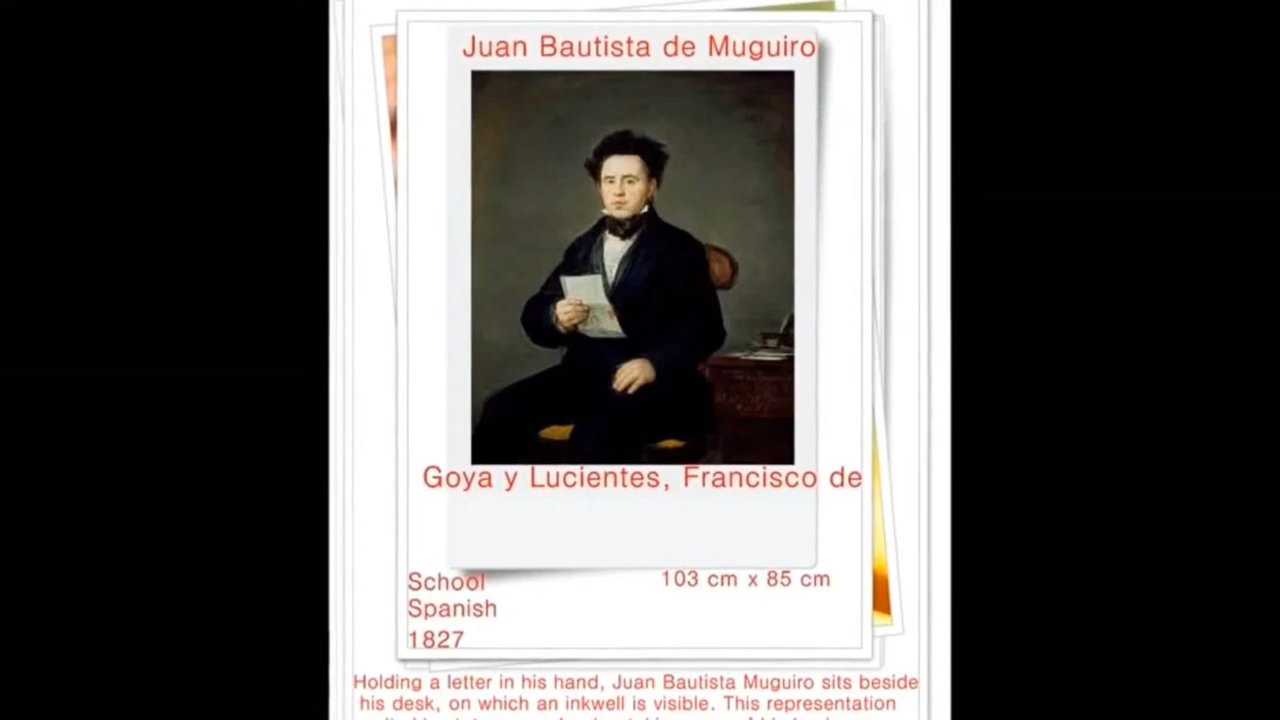 Juan Bautista de Muguiro
Goya y Lucientes, Francisco de
School
103 cm x 85 cm
Spanish
1827
Holding a letter in his hand, Juan Bautista Muguiro sits beside
his desk, on which an inkwell is visible. This representation